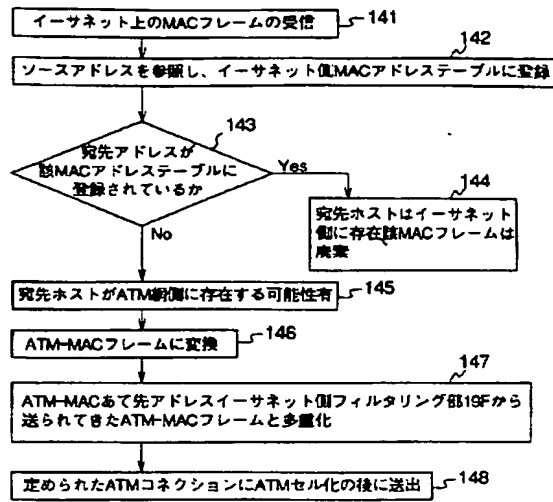 イーサネット上のMACフレームの受信
141
142
ソースアドレスを参照し、イーサネット側MACアドレステーブルに登録
143
宛先アドレスが
該MACアドレステーブルに
登録されているか
Yes
144
宛先ホストはイーサネット
側に存在該MACフレームは
廃棄
No
宛先ホストがATM網側に存在する可能性有
145
146
ATM-MACフレームに変換
147
ATM-MACあて先アドレスイーサネット側フィルタリング部19Fから
送られてきたATM-MACフレームと多重化
定められたATMコネクションにATMセル化の後に送出
148